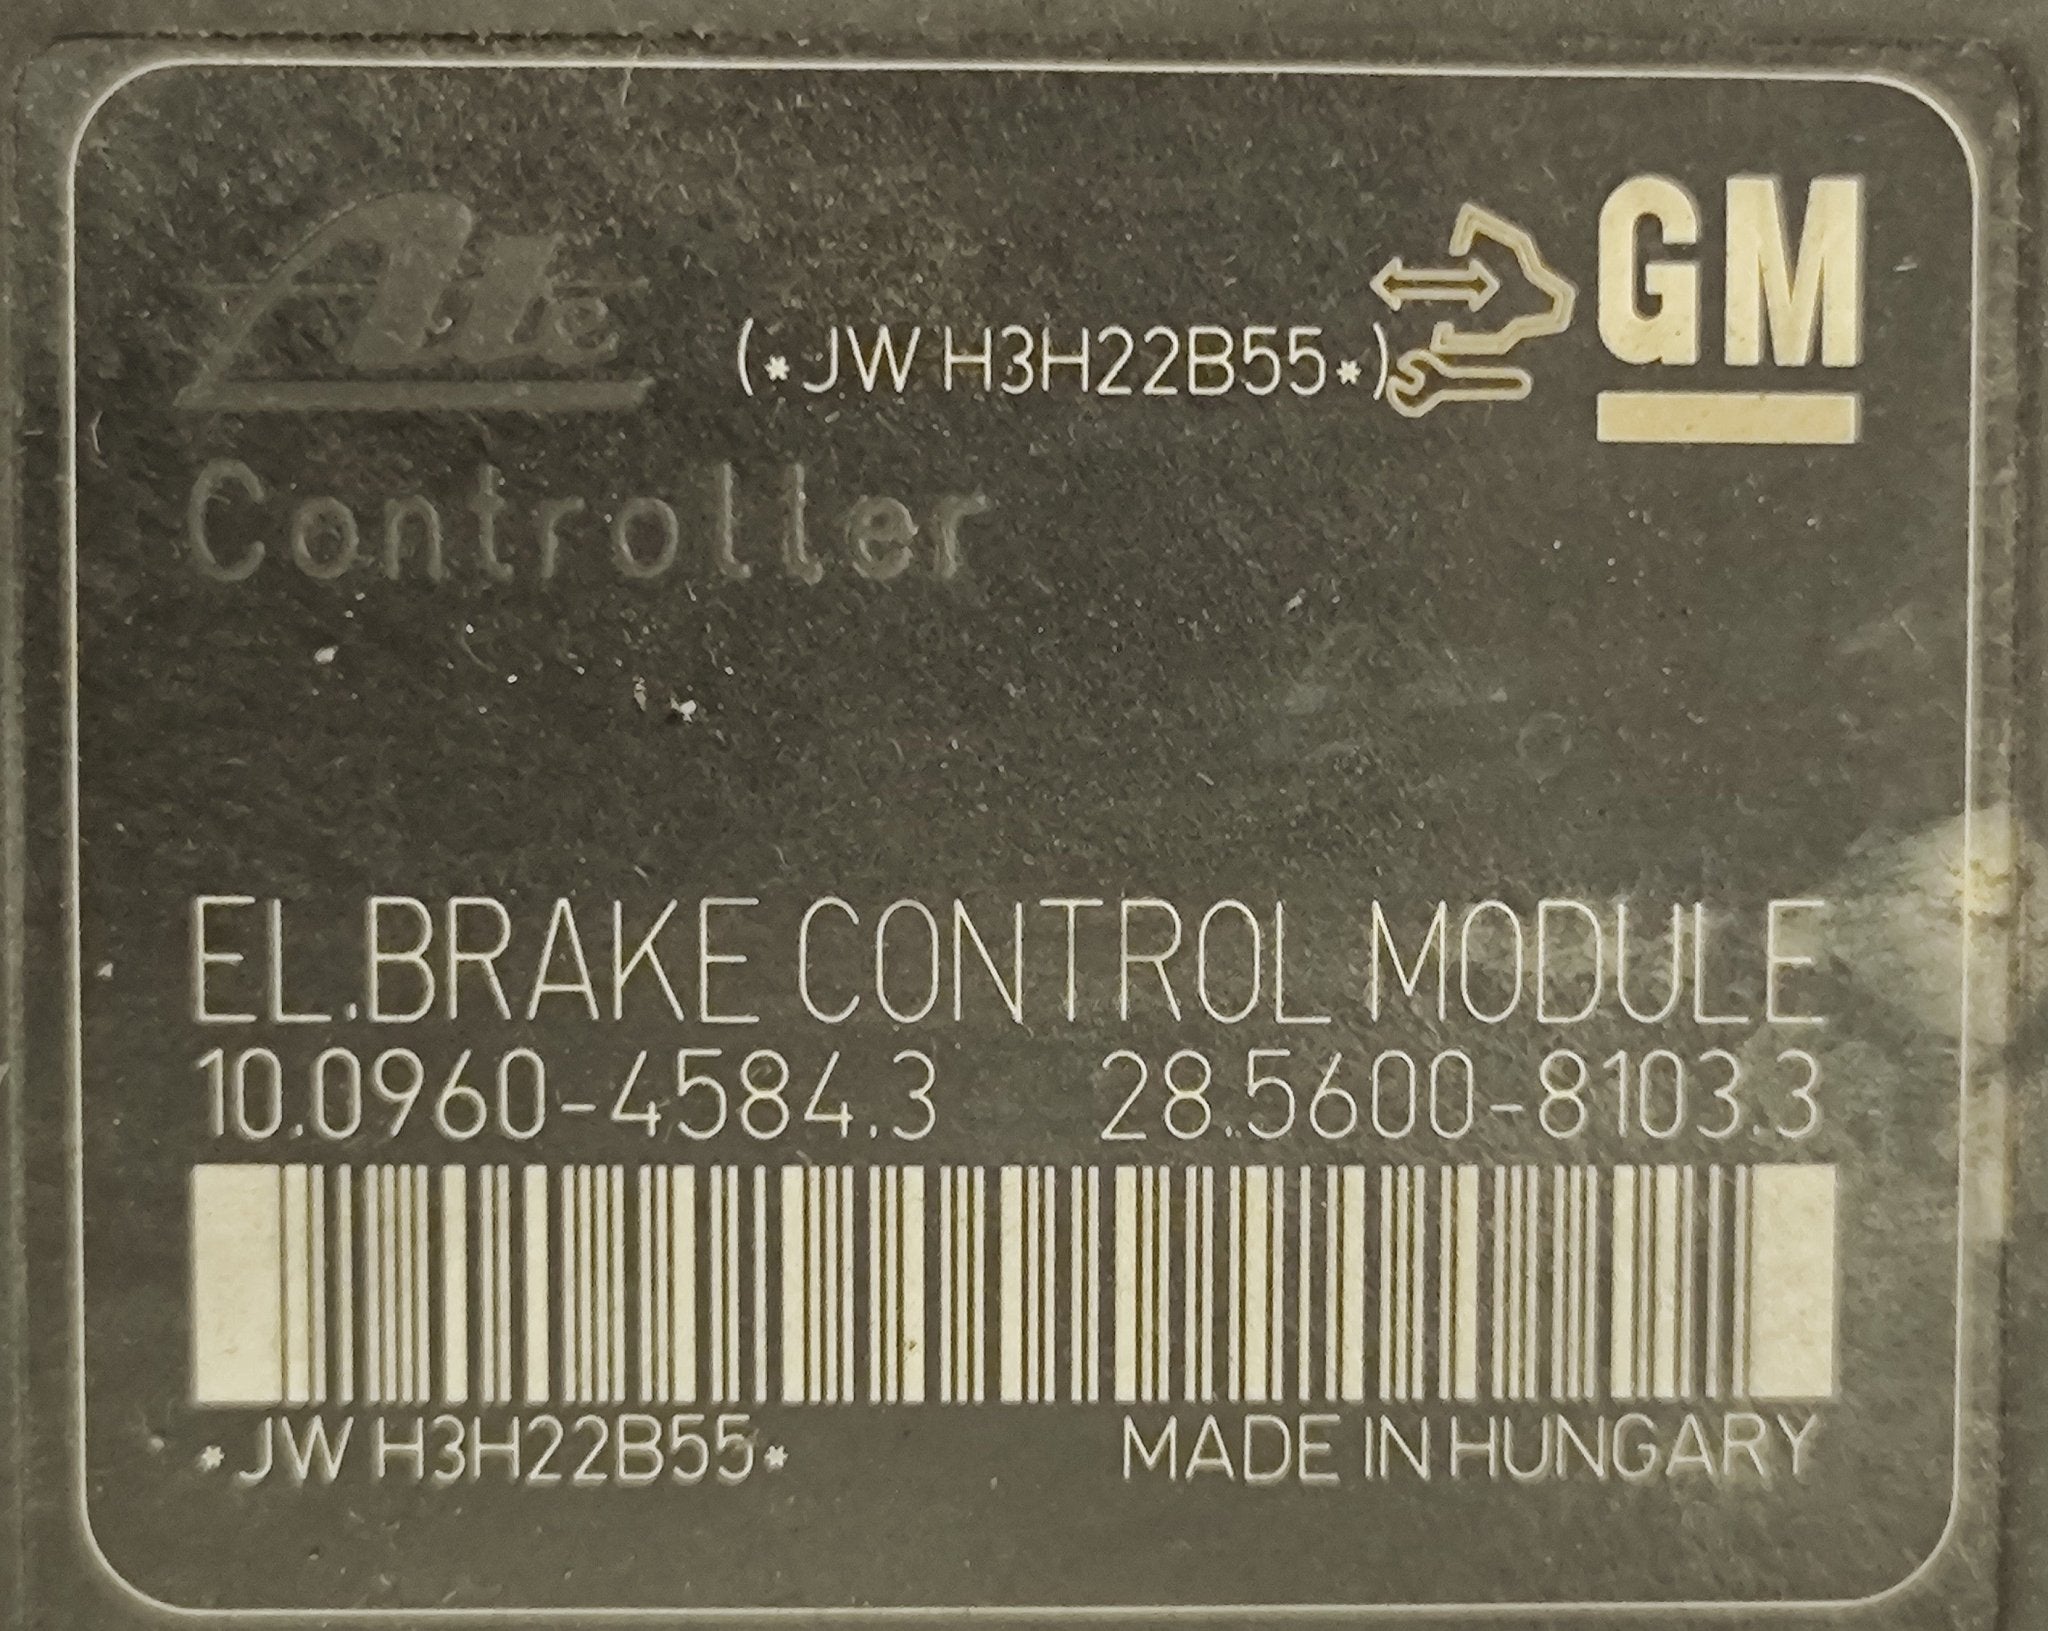 Ate
GM
(*JW H3H22B55*)
Controller
EL.BRAKE CONTROL MODULE
10.0960-4584.3 28.5600-8103.3
*JW H3H22B55* MADE IN HUNGARY